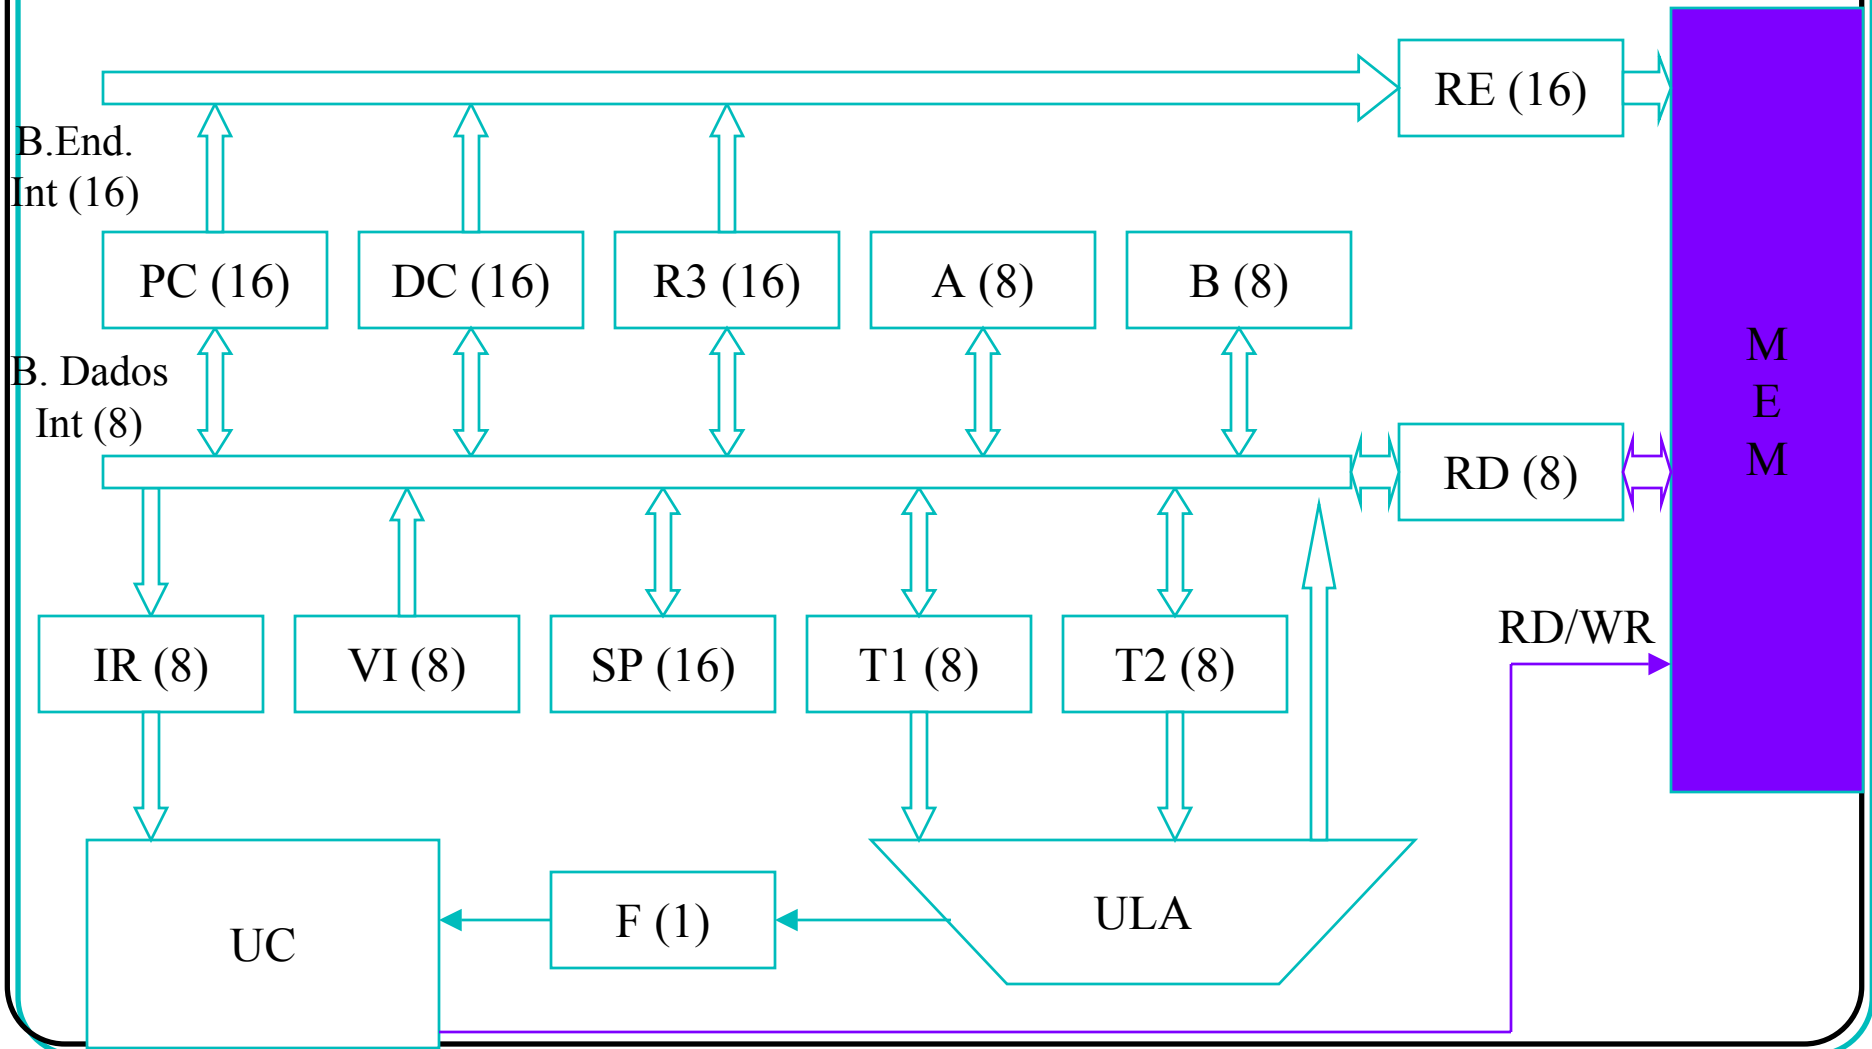 RE (16)
B.End.
Int (16)
PC (16)
DC (16)
R3 (16)
A (8)
B (8)
M
E
M
B. Dados
Int (8)
RD (8)
RD/WR
IR (8)
VI (8)
SP (16)
T1 (8)
T2 (8)
UC
F (1)
ULA